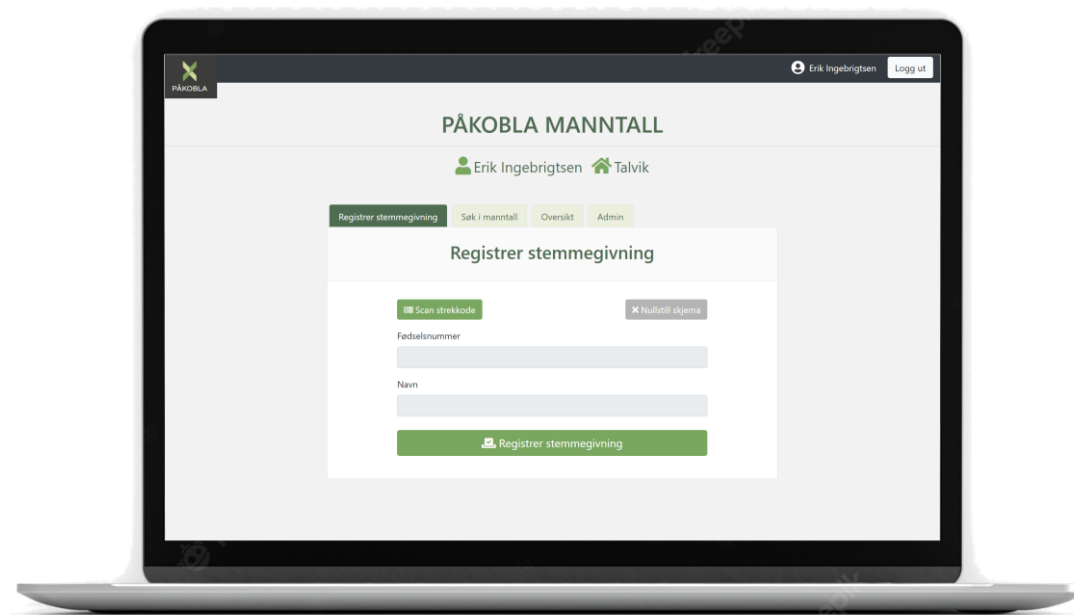 PÅKOBLA
Erik Ingebrigtsen
Logg ut
PÅKOBLA MANNTALL
Erik Ingebrigtsen Talvik
Registrer stemmegivning
Søk i manntall
Oversikt
Admin
Registrer stemmegivning
Scan strekkode
Nullstill skjema
Fødselsnummer
Navn
Registrer stemmegivning